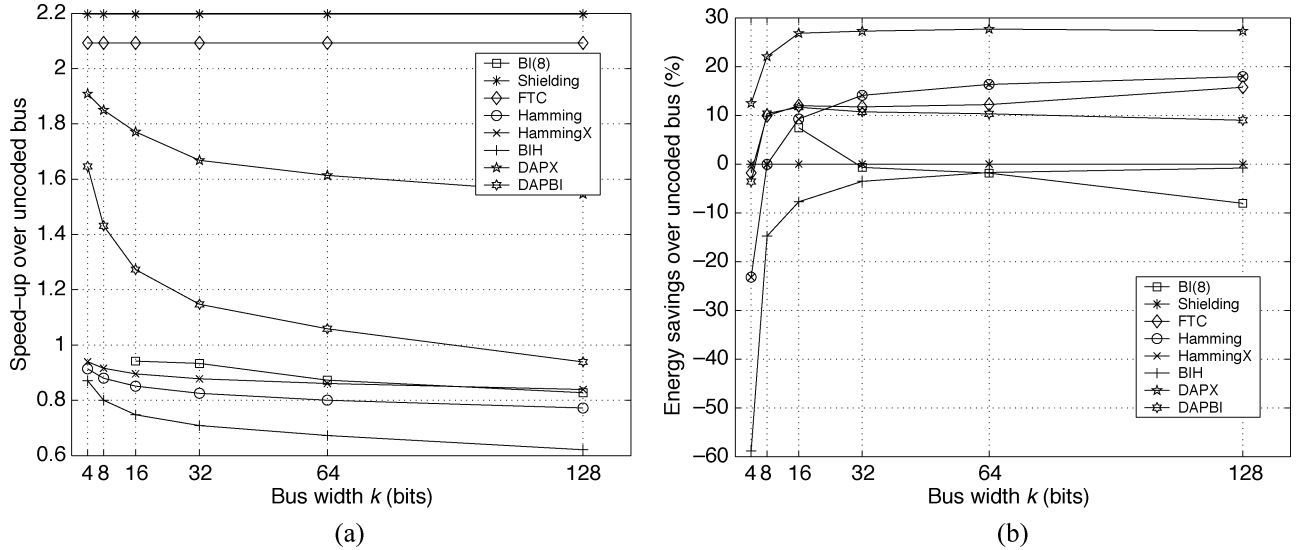 2.2
2
1.8
1.6
1.4
1.2
1
0.8
0.6
Speed–up over uncoded bus
BI(8)
Shielding
FTC
Hamming
HammingX
BIH
DAPX
DAPBI
4 8 16 32 64 128
Bus width k (bits)
(a)
30
20
10
0
−10
−20
−30
−40
−50
−60
Energy savings over uncoded bus (%)
BI(8)
Shielding
FTC
Hamming
HammingX
BIH
DAPX
DAPBI
4 8 16 32 64 128
Bus width k (bits)
(b)